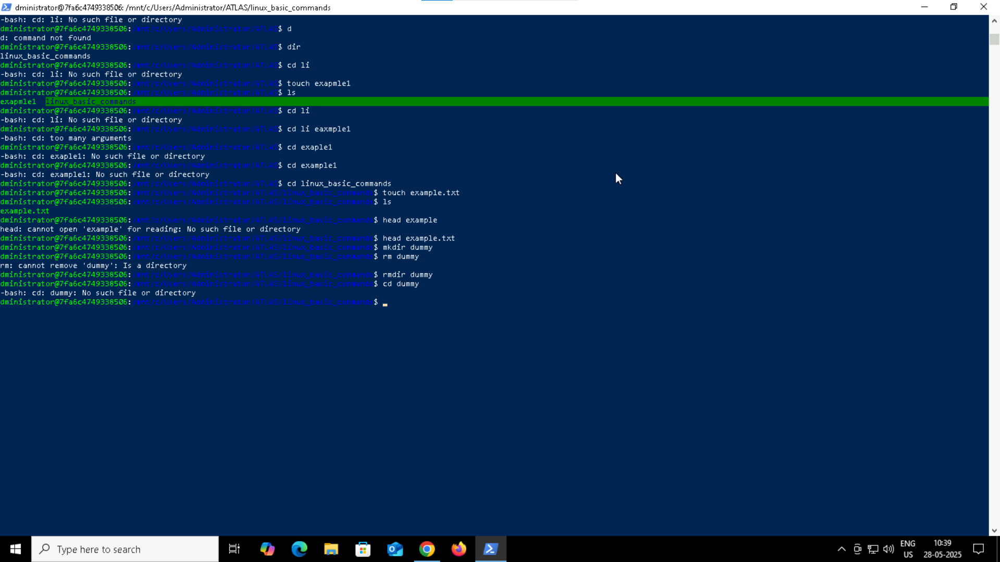 dministrator@7fa6c4749338506: /mnt/c/Users/Administrator/ATLAS/linux_basic_commands
-bash: cd: li: No such file or directory
dministrator@7fa6c4749338506:/mnt/c/Users/Administrator/ATLAS$ d
d: command not found
dministrator@7fa6c4749338506:/mnt/c/Users/Administrator/ATLAS$ dir
linux_basic_commands
dministrator@7fa6c4749338506:/mnt/c/Users/Administrator/ATLAS$ cd li
-bash: cd: li: No such file or directory
dministrator@7fa6c4749338506:/mnt/c/Users/Administrator/ATLAS$ touch exapmle1
dministrator@7fa6c4749338506:/mnt/c/Users/Administrator/ATLAS$ ls
exapmle1  linux_basic_commands
dministrator@7fa6c4749338506:/mnt/c/Users/Administrator/ATLAS$ cd li
-bash: cd: li: No such file or directory
dministrator@7fa6c4749338506:/mnt/c/Users/Administrator/ATLAS$ cd li eaxmple1
-bash: cd: too many arguments
dministrator@7fa6c4749338506:/mnt/c/Users/Administrator/ATLAS$ cd exaple1
-bash: cd: exaple1: No such file or directory
dministrator@7fa6c4749338506:/mnt/c/Users/Administrator/ATLAS$ cd example1
-bash: cd: example1: No such file or directory
dministrator@7fa6c4749338506:/mnt/c/Users/Administrator/ATLAS$ cd linux_basic_commands
dministrator@7fa6c4749338506:/mnt/c/Users/Administrator/ATLAS/linux_basic_commands$ touch example.txt
dministrator@7fa6c4749338506:/mnt/c/Users/Administrator/ATLAS/linux_basic_commands$ ls
example.txt
dministrator@7fa6c4749338506:/mnt/c/Users/Administrator/ATLAS/linux_basic_commands$ head example
head: cannot open 'example' for reading: No such file or directory
dministrator@7fa6c4749338506:/mnt/c/Users/Administrator/ATLAS/linux_basic_commands$ head example.txt
dministrator@7fa6c4749338506:/mnt/c/Users/Administrator/ATLAS/linux_basic_commands$ mkdir dummy
dministrator@7fa6c4749338506:/mnt/c/Users/Administrator/ATLAS/linux_basic_commands$ rm dummy
rm: cannot remove 'dummy': Is a directory
dministrator@7fa6c4749338506:/mnt/c/Users/Administrator/ATLAS/linux_basic_commands$ rmdir dummy
dministrator@7fa6c4749338506:/mnt/c/Users/Administrator/ATLAS/linux_basic_commands$ cd dummy
-bash: cd: dummy: No such file or directory
dministrator@7fa6c4749338506:/mnt/c/Users/Administrator/ATLAS/linux_basic_commands$
Type here to search
ENG
US
10:39
28-05-2025